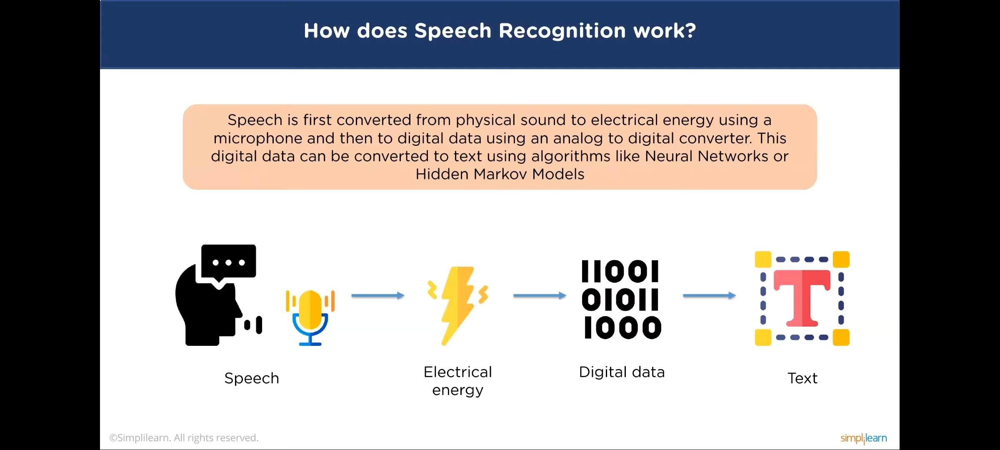 How does Speech Recognition work?
Speech is first converted from physical sound to electrical energy using a
microphone and then to digital data using an analog to digital converter. This
digital data can be converted to text using algorithms like Neural Networks or
Hidden Markov Models
11001
01011
1000
T
Speech
Electrical
energy
Digital data
Text
©Simplilearn. All rights reserved.
simplilearn